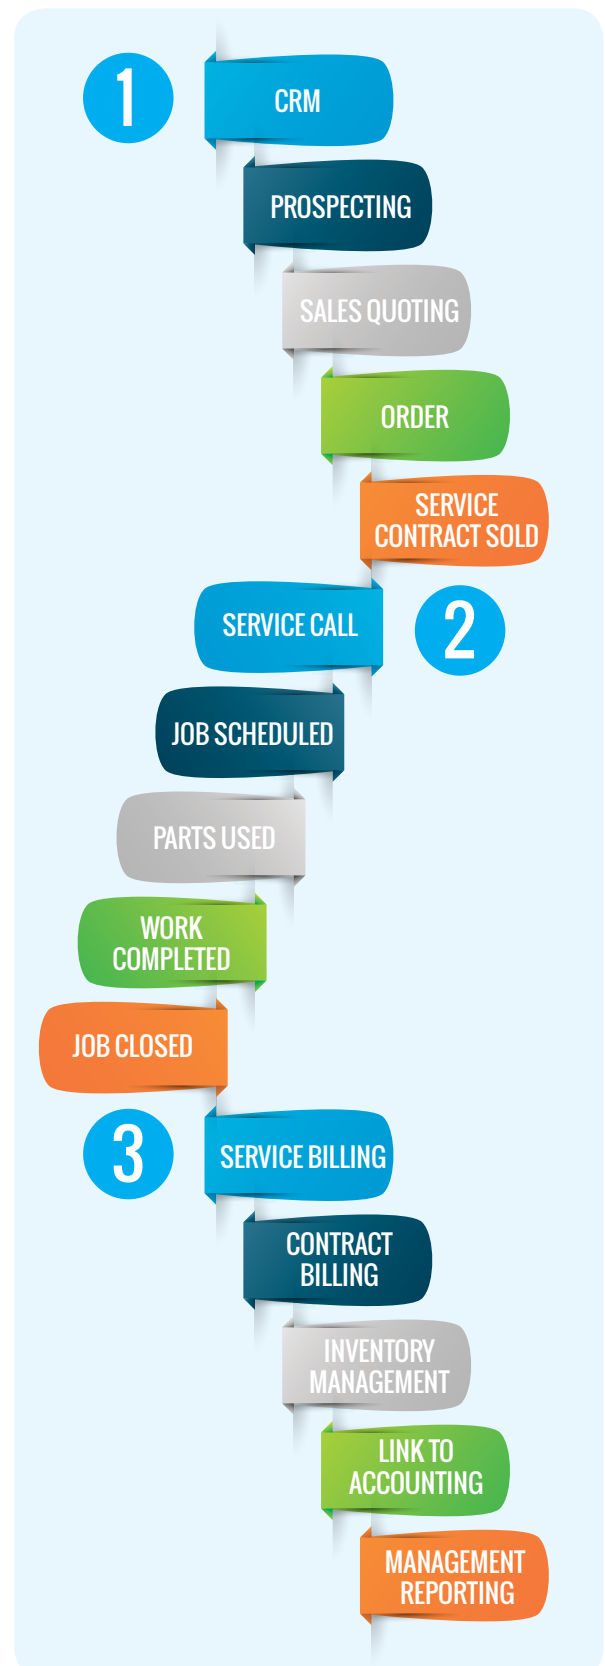 1
CRM
PROSPECTING
SALES QUOTING
ORDER
SERVICE
CONTRACT SOLD
SERVICE CALL
2
JOB SCHEDULED
PARTS USED
WORK
COMPLETED
JOB CLOSED
3
SERVICE BILLING
CONTRACT
BILLING
INVENTORY
MANAGEMENT
LINK TO
ACCOUNTING
MANAGEMENT
REPORTING